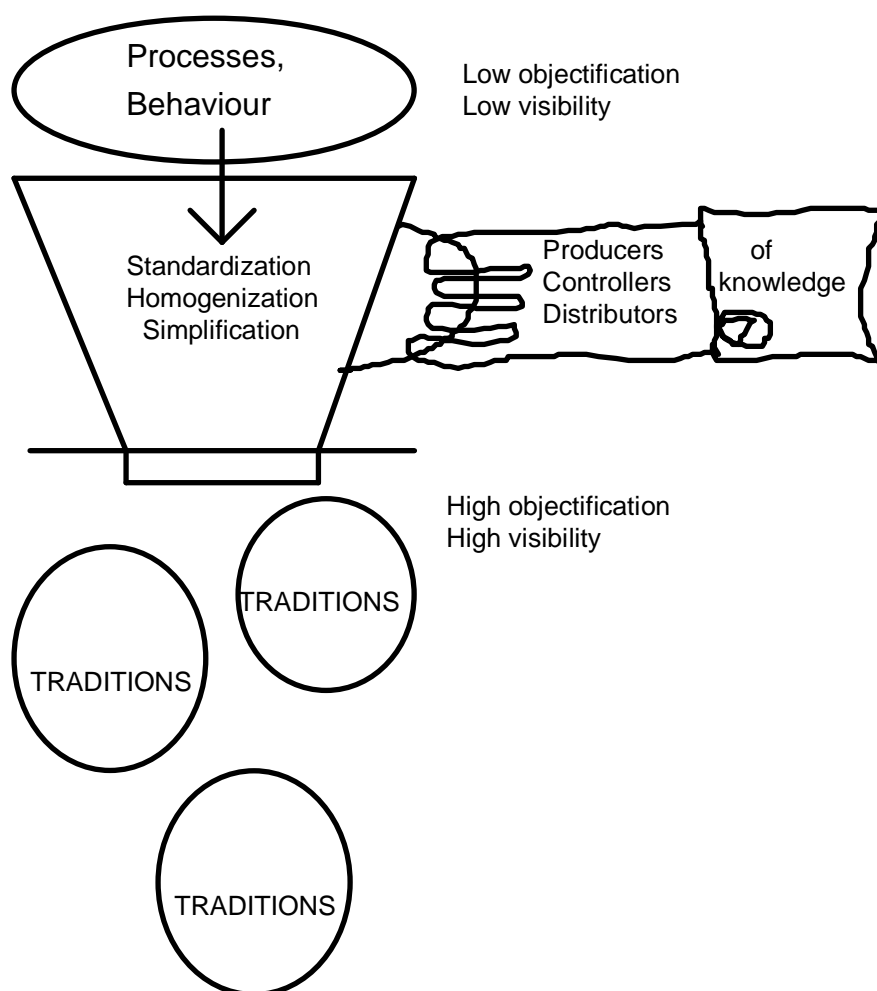 Processes,
Behaviour
Low objectification
Low visibility
Standardization
Homogenization
Simplification
Producers
Controllers
Distributors
of
knowledge
High objectification
High visibility
TRADITIONS
TRADITIONS
TRADITIONS